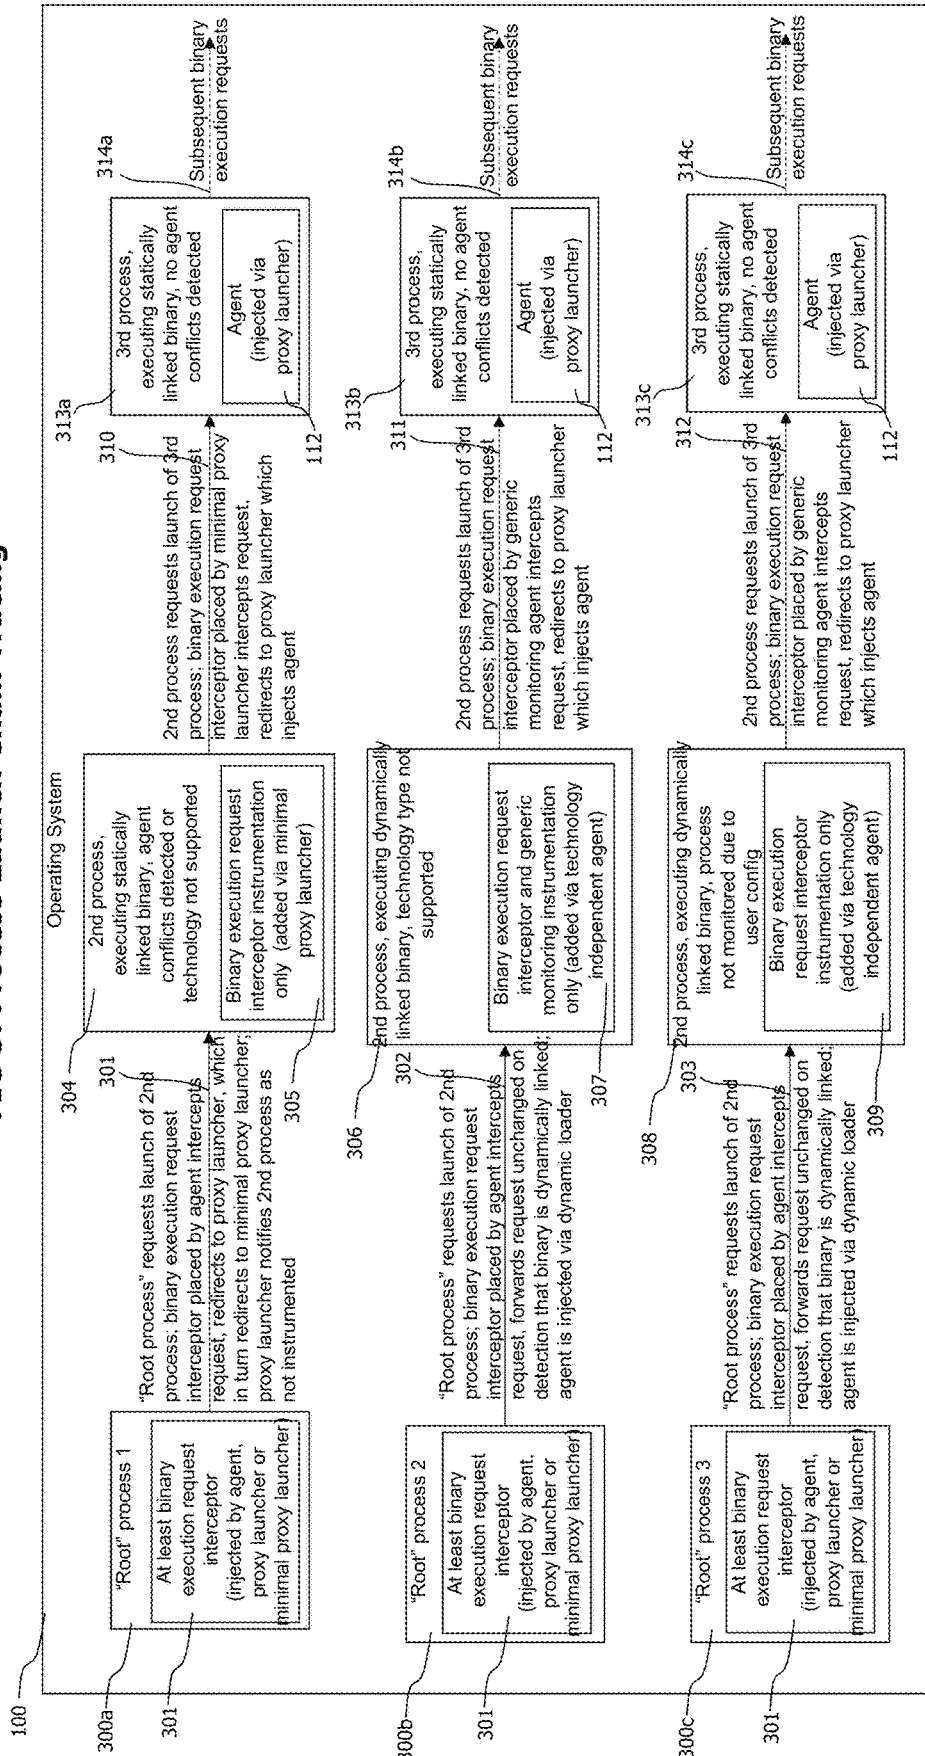 Operating System
100
300a
"Root" process 1
At least binary
execution request
interceptor
(injected by agent,
proxy launcher or
minimal proxy launcher)
301
"Root process" requests launch of 2nd
process; binary execution request
interceptor placed by agent intercepts
request, redirects to proxy launcher, which
in turn redirects to minimal proxy launcher;
proxy launcher notifies 2nd process as
not instrumented
301
304
2nd process,
executing statically
linked binary, agent
conflicts detected or
technology not supported
Binary execution request
interceptor instrumentation
only (added via minimal
proxy launcher)
305
2nd process requests launch of 3rd
process; binary execution request
interceptor placed by minimal proxy
launcher intercepts request,
redirects to proxy launcher which
injects agent
310
313a
3rd process,
executing statically
linked binary, no agent
conflicts detected
Agent
(injected via
proxy launcher)
112
314a
Subsequent binary
execution requests
300b
"Root" process 2
At least binary
execution request
interceptor
(injected by agent,
proxy launcher or
minimal proxy launcher)
301
"Root process" requests launch of 2nd
process; binary execution request
interceptor placed by agent intercepts
request, forwards request unchanged on
detection that binary is dynamically linked;
agent is injected via dynamic loader
302
306
2nd process, executing dynamically
linked binary, technology type not
supported
Binary execution request
interceptor and generic
monitoring instrumentation
only (added via technology
independent agent)
307
2nd process requests launch of 3rd
process; binary execution request
interceptor placed by generic
monitoring agent intercepts
request, redirects to proxy launcher
which injects agent
311
313b
3rd process,
executing statically
linked binary, no agent
conflicts detected
Agent
(injected via
proxy launcher)
112
314b
Subsequent binary
execution requests
300c
"Root" process 3
At least binary
execution request
interceptor
(injected by agent,
proxy launcher or
minimal proxy launcher)
301
"Root process" requests launch of 2nd
process; binary execution request
interceptor placed by agent intercepts
request, forwards request unchanged on
detection that binary is dynamically linked;
agent is injected via dynamic loader
303
308
2nd process, executing dynamically
linked binary, process
not monitored due to
user config
Binary execution
request interceptor
instrumentation only
(added via technology
independent agent)
309
2nd process requests launch of 3rd
process; binary execution request
interceptor placed by generic
monitoring agent intercepts
request, redirects to proxy launcher
which injects agent
312
313c
3rd process,
executing statically
linked binary, no agent
conflicts detected
Agent
(injected via
proxy launcher)
112
314c
Subsequent binary
execution requests